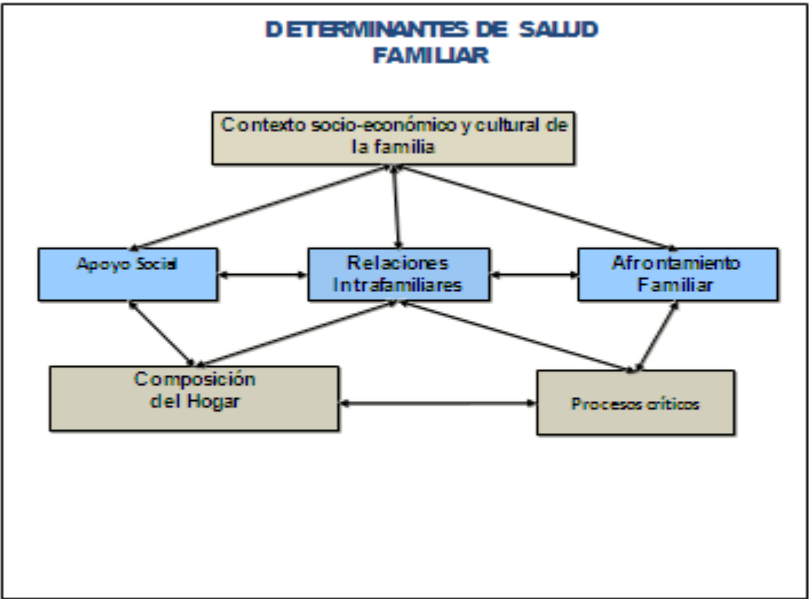 DETERMINANTES DE SALUD
FAMILIAR
Contexto socio-económico y cultural de
la familia
Apoyo Social
Relaciones
Intrafamiliares
Afrontamiento
Familiar
Composición
del Hogar
Procesos críticos